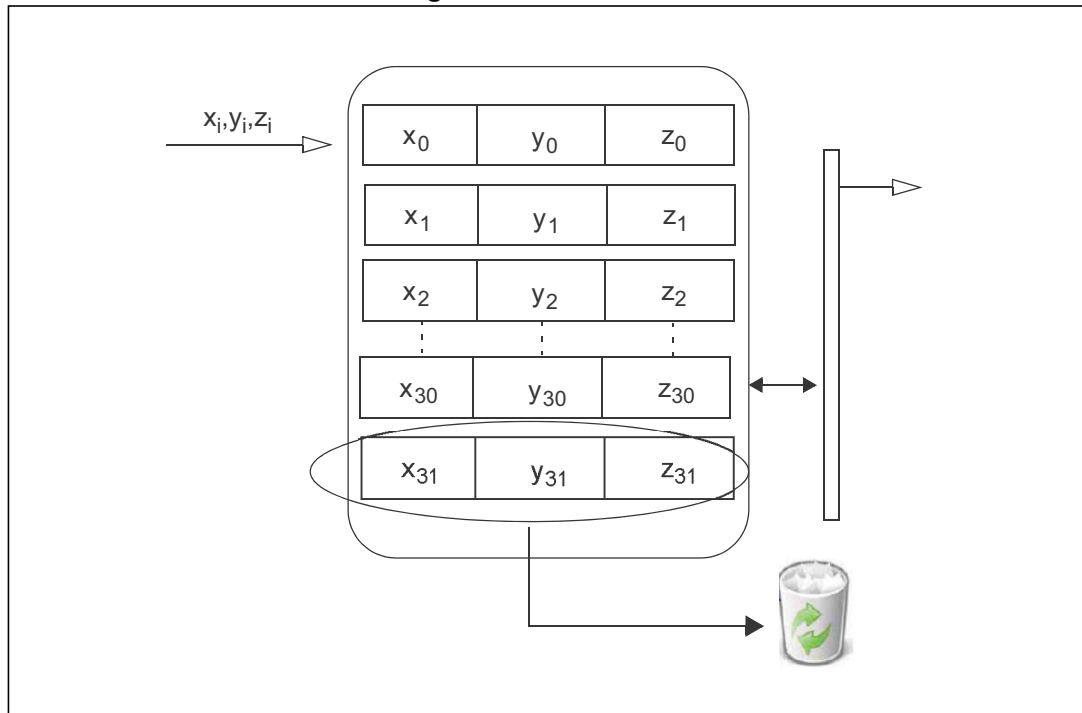 xᵢ,yᵢ,zᵢ
x₀ y₀ z₀
x₁ y₁ z₁
x₂ y₂ z₂
x₃₀ y₃₀ z₃₀
x₃₁ y₃₁ z₃₁